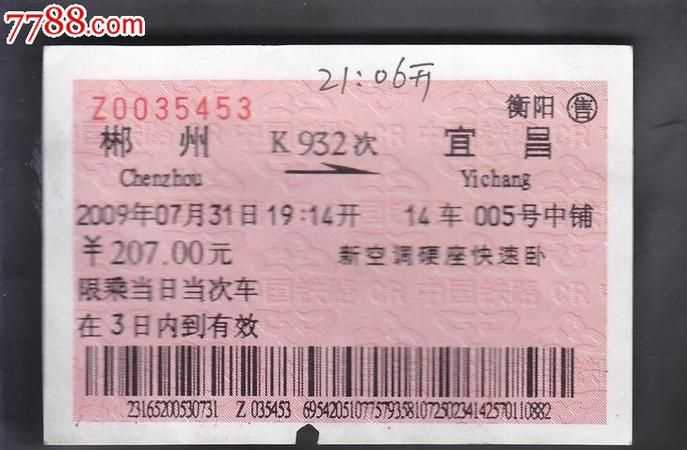 7788.com
21:06开
Z0035453 衡阳 售
郴州 K932次 宜昌
Chenzhou Yichang
2009年07月31日19:14开 14车 005号中铺
¥207.00元 新空调硬座快速卧
限乘当日当次车
在3日内到有效
23165200530731 Z 035453 69542051077579358107250234142570110882